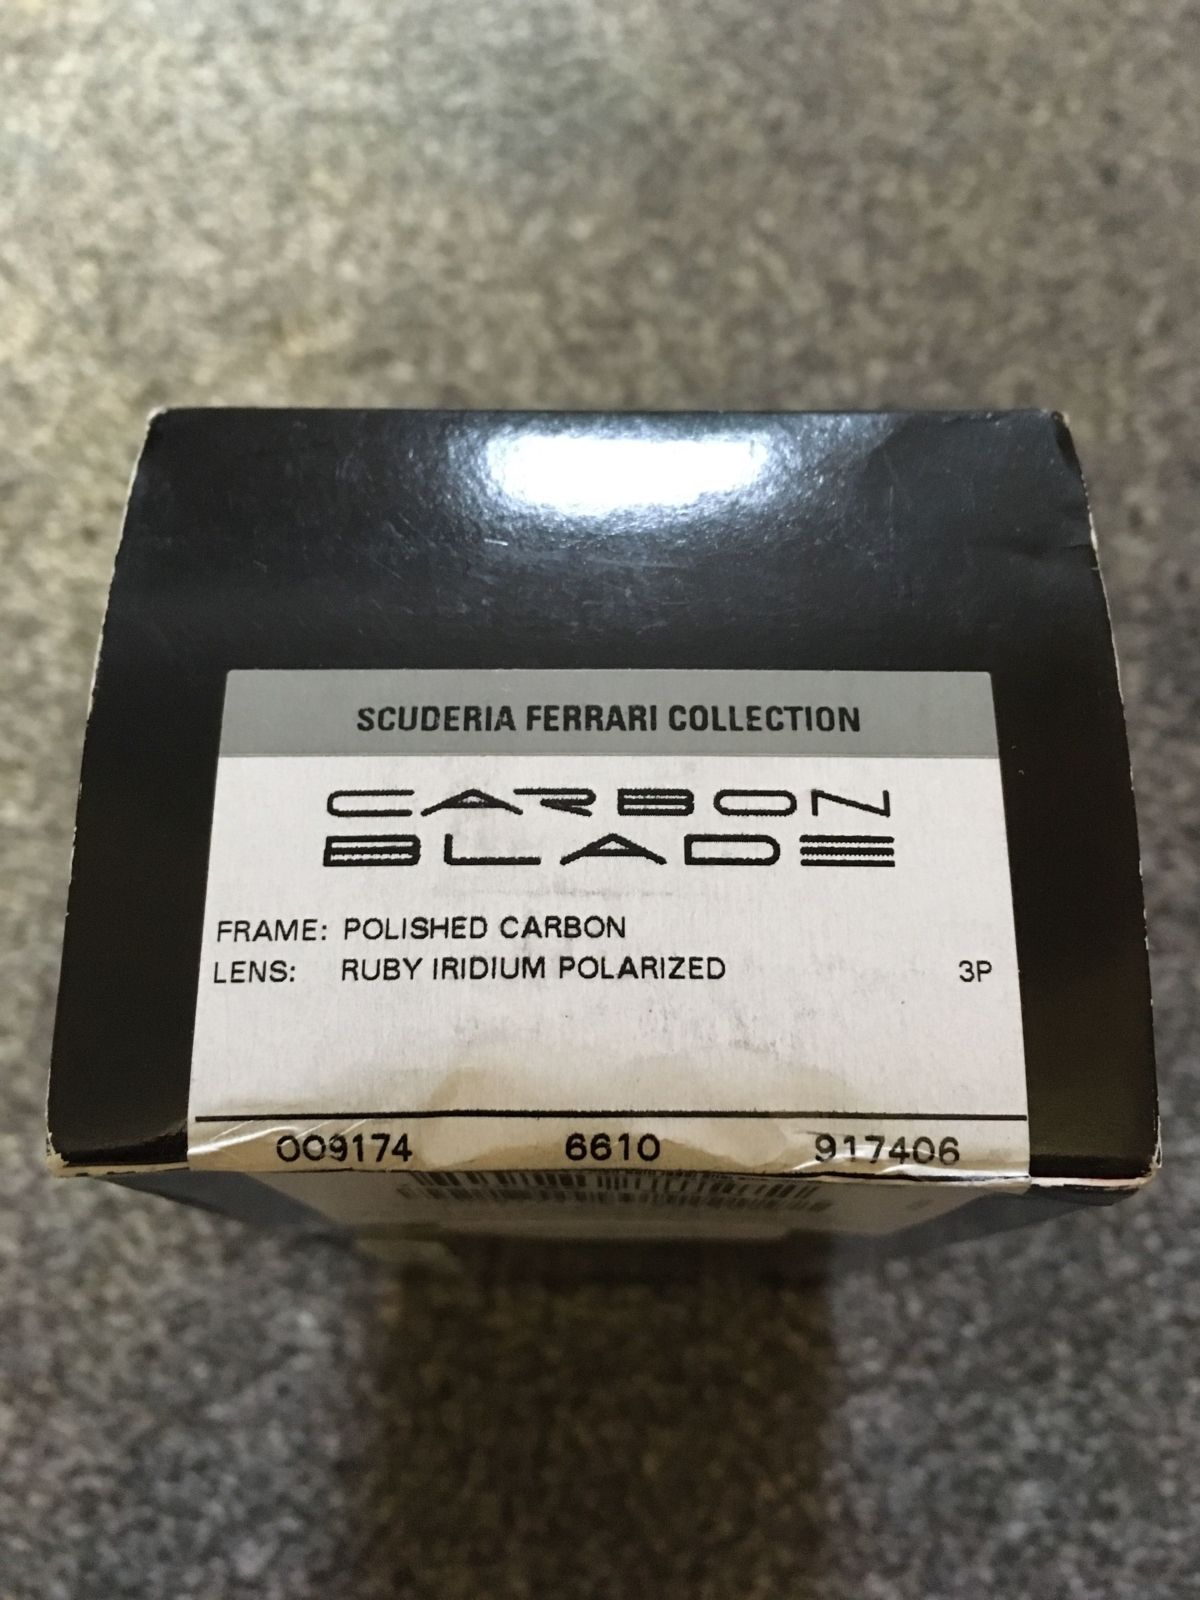 SCUDERIA FERRARI COLLECTION
CARBON
BLADE
FRAME: POLISHED CARBON
LENS: RUBY IRIDIUM POLARIZED 3P
009174 6610 917406